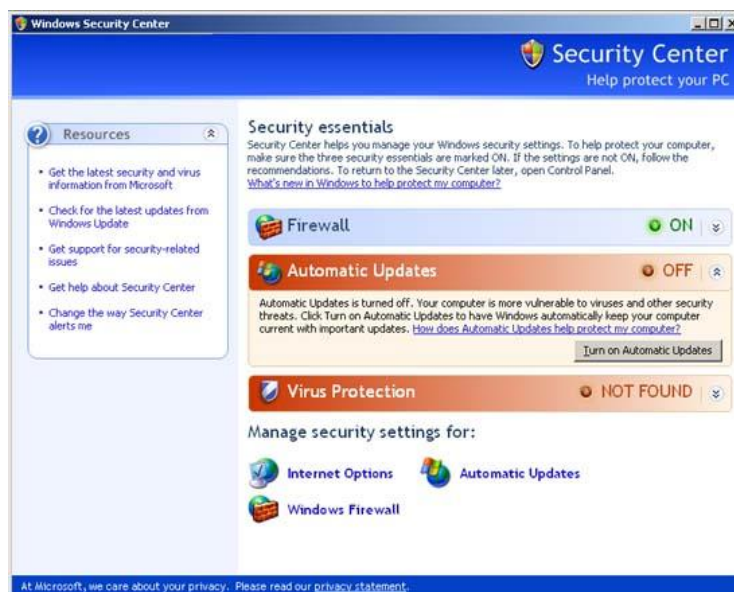 Windows Security Center
Security Center
Help protect your PC
Resources
Get the latest security and virus
information from Microsoft
Check for the latest updates from
Windows Update
Get support for security-related
issues
Get help about Security Center
Change the way Security Center
alerts me
Security essentials
Security Center helps you manage your Windows security settings. To help protect your computer,
make sure the three security essentials are marked ON. If the settings are not ON, follow the
recommendations. To return to the Security Center later, open Control Panel.
What's new in Windows to help protect my computer?
Firewall ON
Automatic Updates OFF
Automatic Updates is turned off. Your computer is more vulnerable to viruses and other security
threats. Click Turn on Automatic Updates to have Windows automatically keep your computer
current with important updates. How does Automatic Updates help protect my computer?
Turn on Automatic Updates
Virus Protection NOT FOUND
Manage security settings for:
Internet Options Automatic Updates
Windows Firewall
At Microsoft, we care about your privacy. Please read our privacy statement.